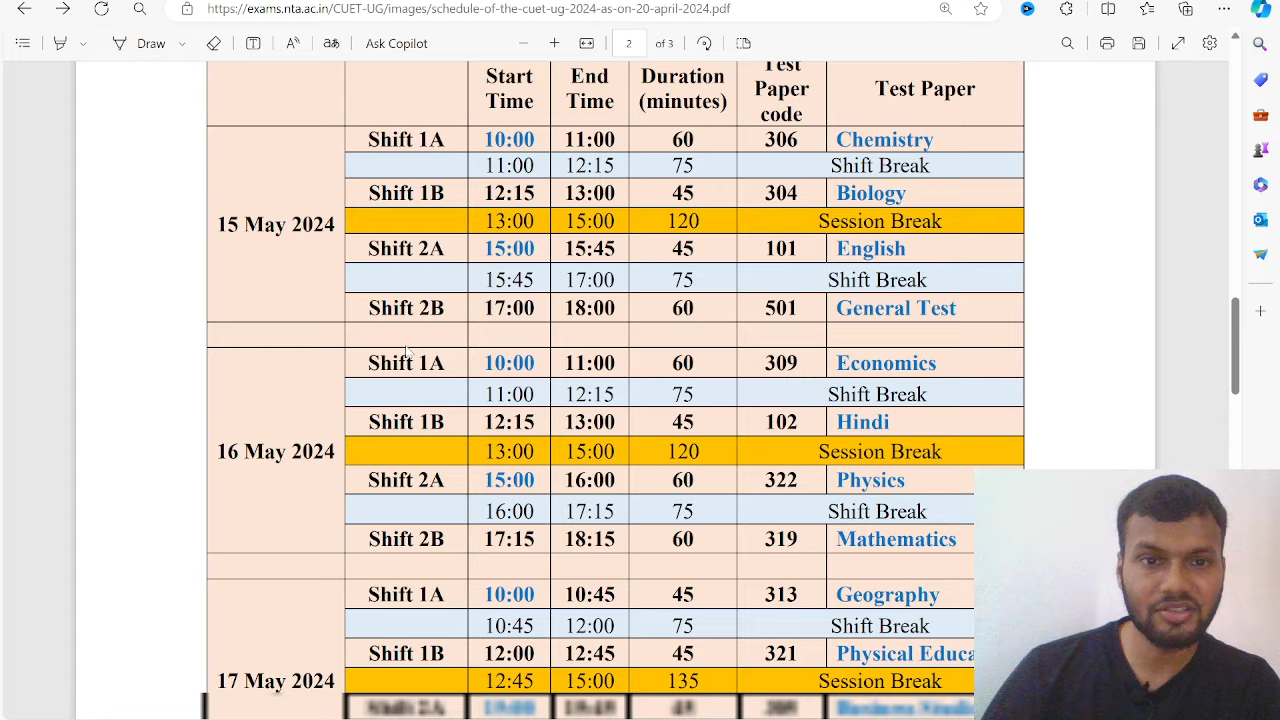 https://exams.nta.ac.in/CUET-UG/images/schedule-of-the-cuet-ug-2024-as-on-20-april-2024.pdf
Draw aあ Ask Copilot 2 of 3
Start Time End Time Duration (minutes) Test Paper code Test Paper
15 May 2024
Shift 1A 10:00 11:00 60 306 Chemistry
11:00 12:15 75 Shift Break
Shift 1B 12:15 13:00 45 304 Biology
13:00 15:00 120 Session Break
Shift 2A 15:00 15:45 45 101 English
15:45 17:00 75 Shift Break
Shift 2B 17:00 18:00 60 501 General Test
16 May 2024
Shift 1A 10:00 11:00 60 309 Economics
11:00 12:15 75 Shift Break
Shift 1B 12:15 13:00 45 102 Hindi
13:00 15:00 120 Session Break
Shift 2A 15:00 16:00 60 322 Physics
16:00 17:15 75 Shift Break
Shift 2B 17:15 18:15 60 319 Mathematics
17 May 2024
Shift 1A 10:00 10:45 45 313 Geography
10:45 12:00 75 Shift Break
Shift 1B 12:00 12:45 45 321 Physical Educa
12:45 15:00 135 Session Break